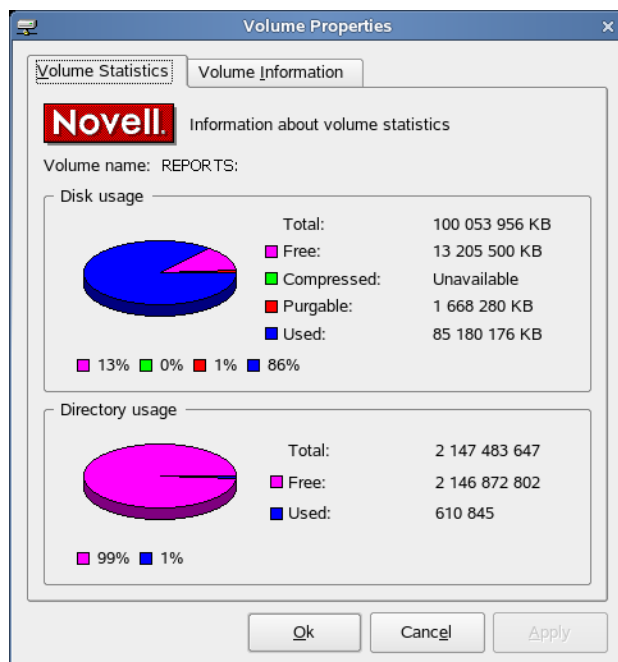 Volume Properties
Volume Statistics
Volume Information
Novell.
Information about volume statistics
Volume name: REPORTS:
Disk usage
Total: 100 053 956 KB
Free: 13 205 500 KB
Compressed: Unavailable
Purgable: 1 668 280 KB
Used: 85 180 176 KB
13% 0% 1% 86%
Directory usage
Total: 2 147 483 647
Free: 2 146 872 802
Used: 610 845
99% 1%
Ok
Cancel
Apply